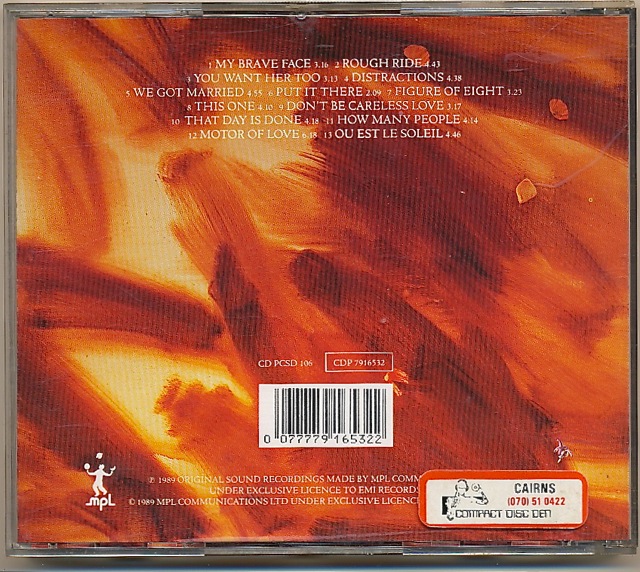 1 MY BRAVE FACE 3.16 2 ROUGH RIDE 4.43
3 YOU WANT HER TOO 3.13 4 DISTRACTIONS 4.38
5 WE GOT MARRIED 4.55 6 PUT IT THERE 2.09 7 FIGURE OF EIGHT 3.23
8 THIS ONE 4.10 9 DON'T BE CARELESS LOVE 3.17
10 THAT DAY IS DONE 4.18 11 HOW MANY PEOPLE 4.14
12 MOTOR OF LOVE 6.18 13 OU EST LE SOLEIL 4.46
CD PCSD 106 CDP 7916532
0 077779 165322
℗ 1989 ORIGINAL SOUND RECORDINGS MADE BY MPL COMM
UNDER EXCLUSIVE LICENCE TO EMI RECORDS
© 1989 MPL COMMUNICATIONS LTD UNDER EXCLUSIVE LICENCE
mpl
CAIRNS
(070) 51 0422
COMPACT DISC DEN